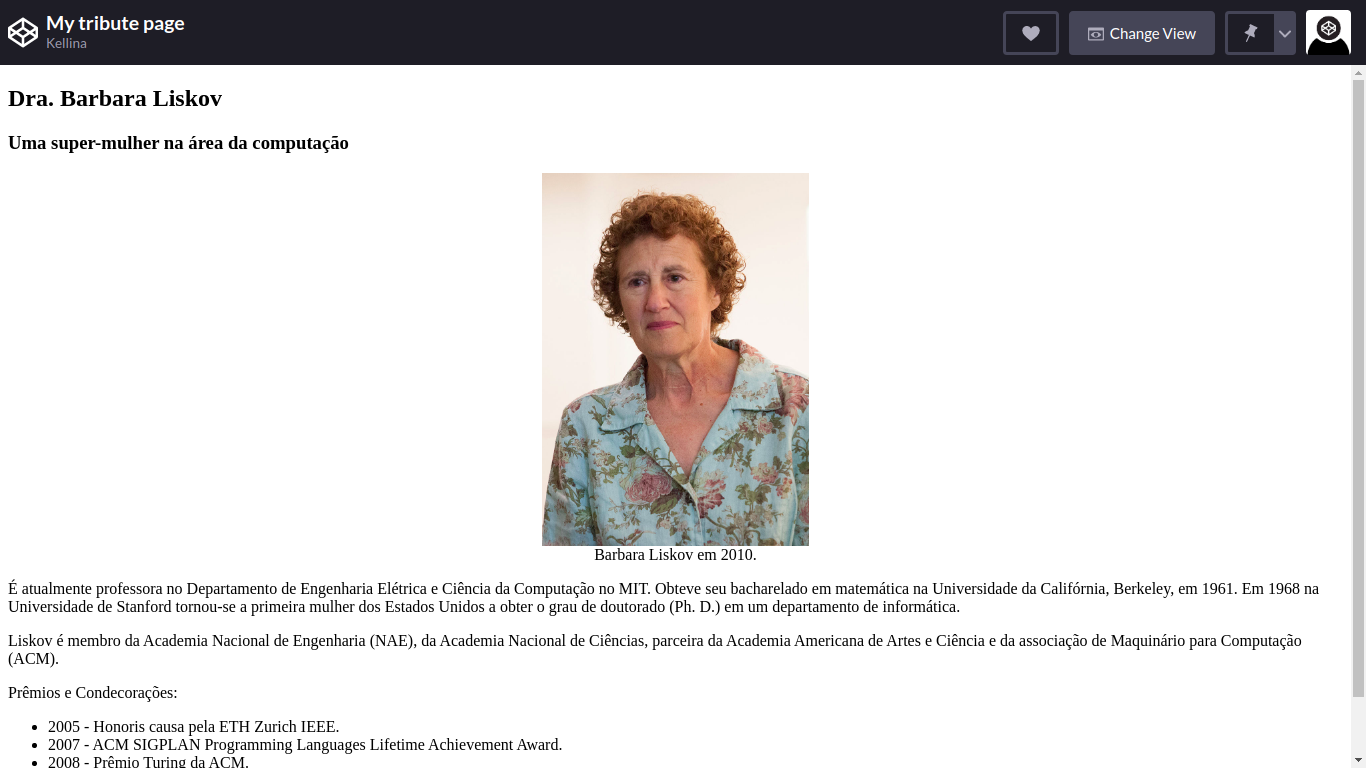 My tribute page
Kellina
Change View
Dra. Barbara Liskov
Uma super-mulher na área da computação
Barbara Liskov em 2010.
É atualmente professora no Departamento de Engenharia Elétrica e Ciência da Computação no MIT. Obteve seu bacharelado em matemática na Universidade da Califórnia, Berkeley, em 1961. Em 1968 na
Universidade de Stanford tornou-se a primeira mulher dos Estados Unidos a obter o grau de doutorado (Ph. D.) em um departamento de informática.
Liskov é membro da Academia Nacional de Engenharia (NAE), da Academia Nacional de Ciências, parceira da Academia Americana de Artes e Ciência e da associação de Maquinário para Computação
(ACM).
Prêmios e Condecorações:
2005 - Honoris causa pela ETH Zurich IEEE.
2007 - ACM SIGPLAN Programming Languages Lifetime Achievement Award.
2008 - Prêmio Turing da ACM.